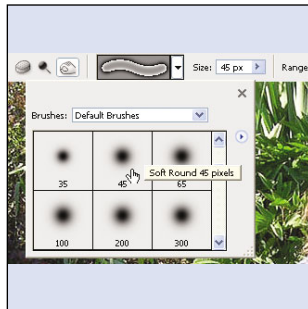 Size: 45 px Range
Brushes: Default Brushes
35 45 65
Soft Round 45 pixels
100 200 300